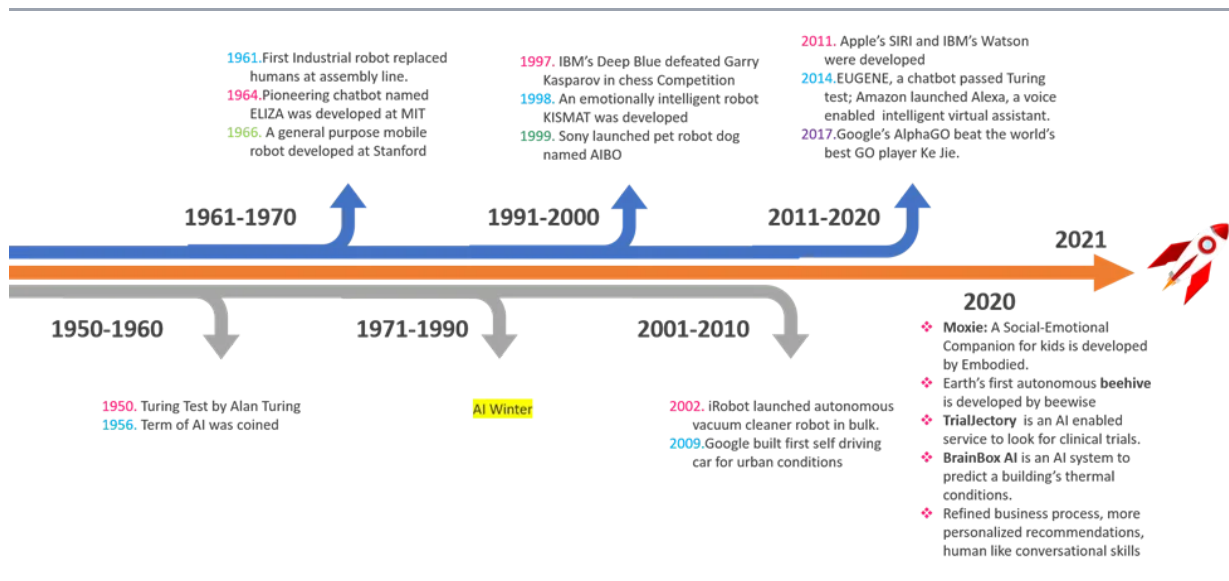 1961.First Industrial robot replaced
humans at assembly line.
1964.Pioneering chatbot named
ELIZA was developed at MIT
1966. A general purpose mobile
robot developed at Stanford
1997. IBM's Deep Blue defeated Garry
Kasparov in chess Competition
1998. An emotionally intelligent robot
KISMAT was developed
1999. Sony launched pet robot dog
named AIBO
2011. Apple's SIRI and IBM's Watson
were developed
2014.EUGENE, a chatbot passed Turing
test; Amazon launched Alexa, a voice
enabled intelligent virtual assistant.
2017.Google's AlphaGO beat the world's
best GO player Ke Jie.
1961-1970
1991-2000
2011-2020
2021
1950-1960
1971-1990
2001-2010
2020
1950. Turing Test by Alan Turing
1956. Term of AI was coined
AI Winter
2002. iRobot launched autonomous
vacuum cleaner robot in bulk.
2009.Google built first self driving
car for urban conditions
❖ Moxie: A Social-Emotional
Companion for kids is developed
by Embodied.
❖ Earth's first autonomous beehive
is developed by beewise
❖ TrialJectory is an AI enabled
service to look for clinical trials.
❖ BrainBox AI is an AI system to
predict a building's thermal
conditions.
❖ Refined business process, more
personalized recommendations,
human like conversational skills